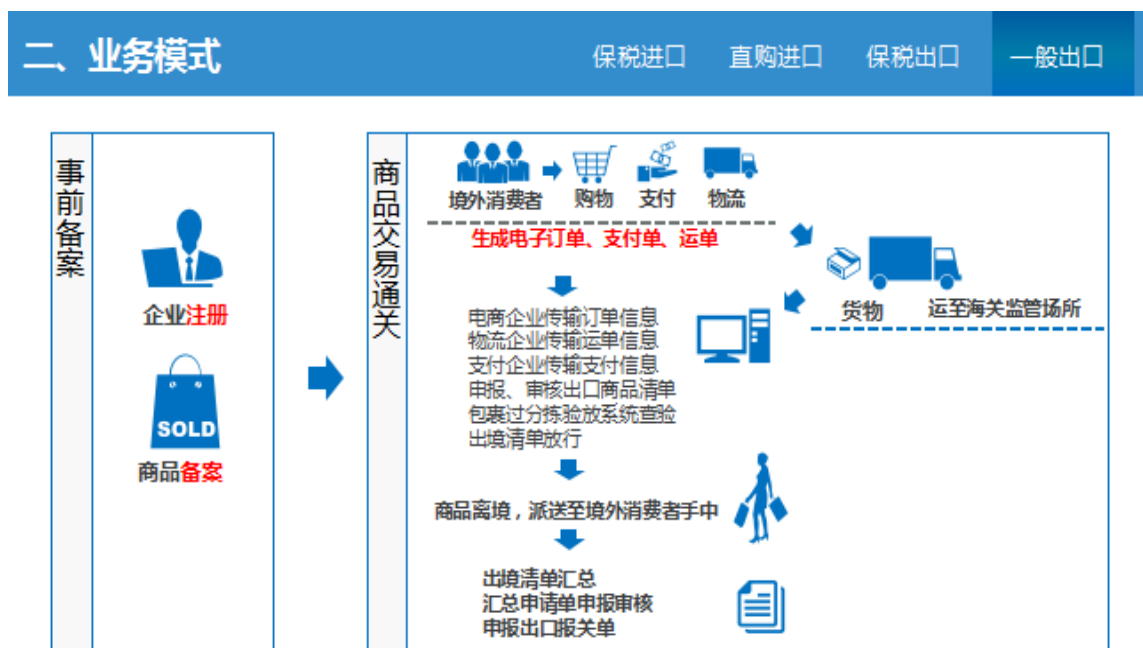 二、业务模式
保税进口
直购进口
保税出口
一般出口
事前备案
企业注册
SOLD
商品备案
商品交易通关
境外消费者
购物
支付
物流
生成电子订单、支付单、运单
货物
运至海关监管场所
电商企业传输订单信息
物流企业传输运单信息
支付企业传输支付信息
申报、审核出口商品清单
包裹过分拣验放系统查验
出境清单放行
商品离境，派送至境外消费者手中
出境清单汇总
汇总申请单申报审核
申报出口报关单